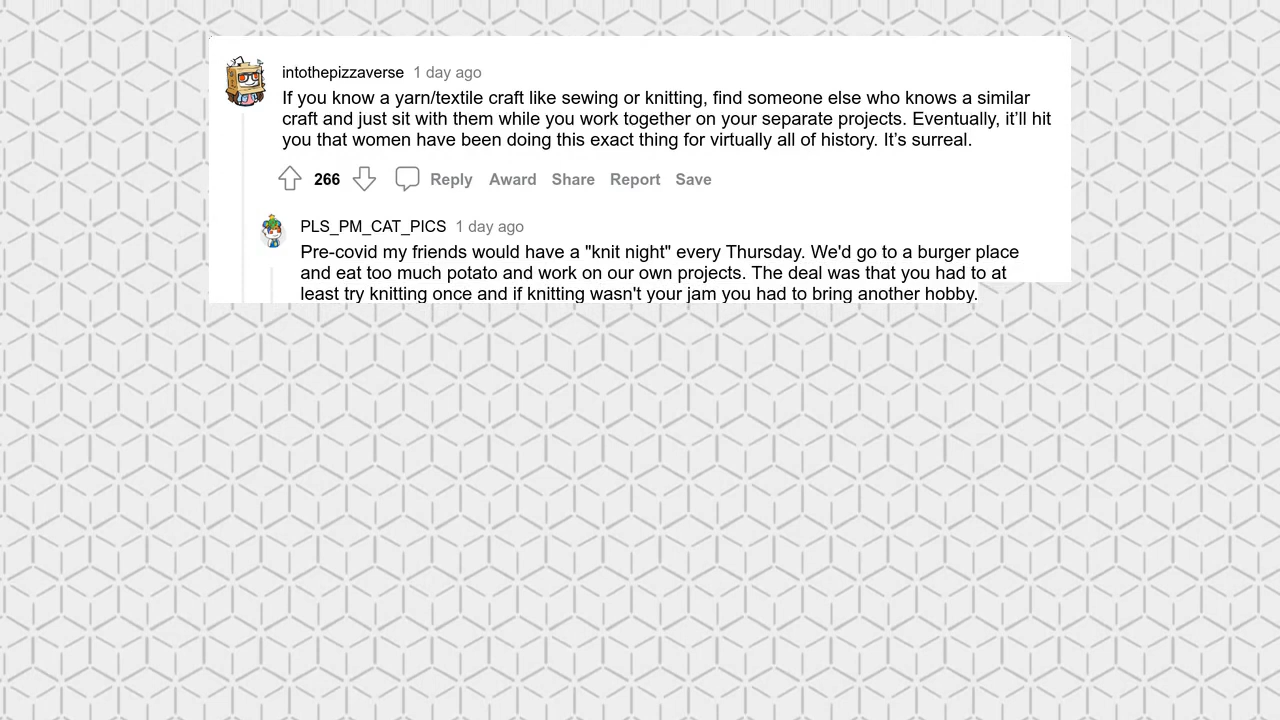 intothepizzaverse 1 day ago
If you know a yarn/textile craft like sewing or knitting, find someone else who knows a similar
craft and just sit with them while you work together on your separate projects. Eventually, it’ll hit
you that women have been doing this exact thing for virtually all of history. It’s surreal.
266 Reply Award Share Report Save
PLS_PM_CAT_PICS 1 day ago
Pre-covid my friends would have a "knit night" every Thursday. We'd go to a burger place
and eat too much potato and work on our own projects. The deal was that you had to at
least try knitting once and if knitting wasn't your jam you had to bring another hobby.